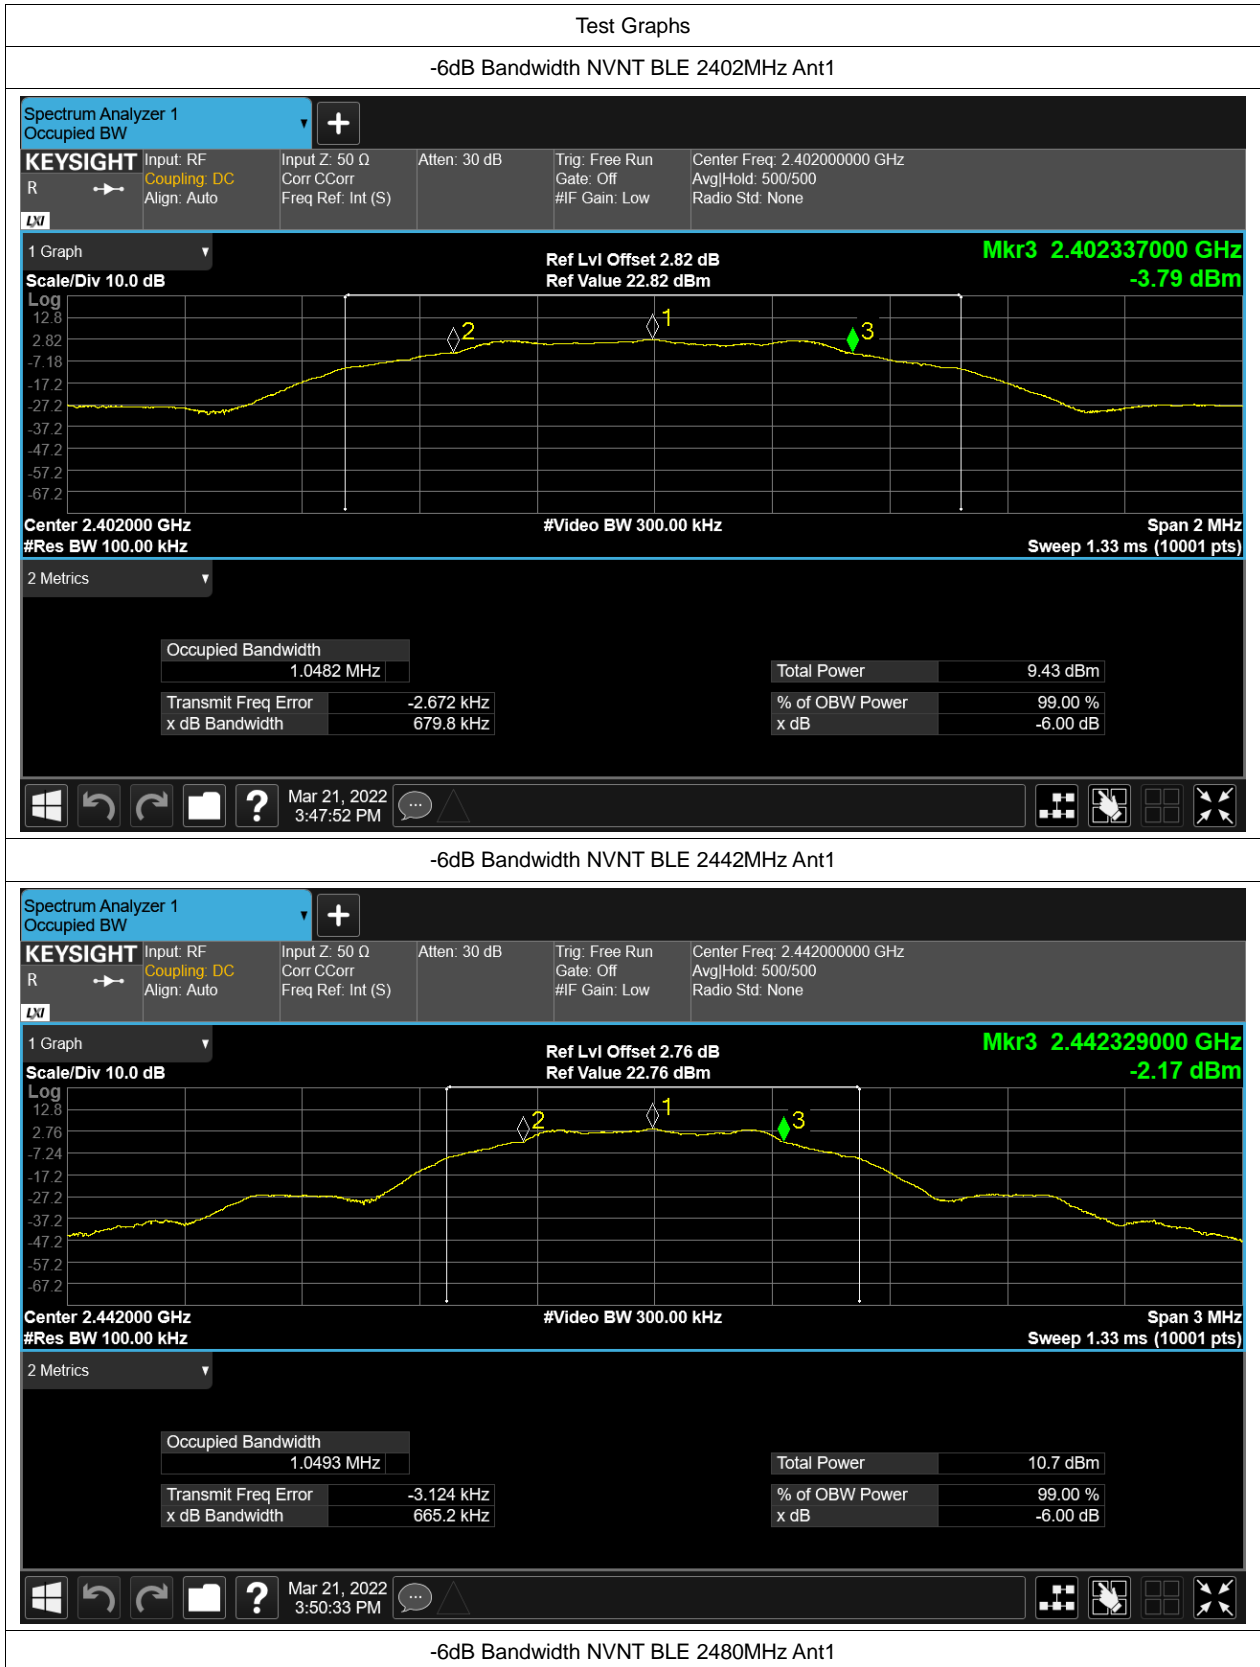 Test Graphs
-6dB Bandwidth NVNT BLE 2402MHz Ant1
Spectrum Analyzer 1
Occupied BW
KEYSIGHT Input: RF Input Z: 50 Ω Atten: 30 dB Trig: Free Run Center Freq: 2.402000000 GHz
R Coupling: DC Corr CCorr Gate: Off Avg|Hold: 500/500
Align: Auto Freq Ref: Int (S) #IF Gain: Low Radio Std: None
LXI
1 Graph Ref Lvl Offset 2.82 dB Mkr3 2.402337000 GHz
Scale/Div 10.0 dB Ref Value 22.82 dBm -3.79 dBm
Log
12.8
2.82
-7.18
-17.2
-27.2
-37.2
-47.2
-57.2
-67.2
2 1 3
Center 2.402000 GHz #Video BW 300.00 kHz Span 2 MHz
#Res BW 100.00 kHz Sweep 1.33 ms (10001 pts)
2 Metrics
Occupied Bandwidth
1.0482 MHz Total Power 9.43 dBm
Transmit Freq Error -2.672 kHz % of OBW Power 99.00 %
x dB Bandwidth 679.8 kHz x dB -6.00 dB
? Mar 21, 2022
3:47:52 PM
-6dB Bandwidth NVNT BLE 2442MHz Ant1
Spectrum Analyzer 1
Occupied BW
KEYSIGHT Input: RF Input Z: 50 Ω Atten: 30 dB Trig: Free Run Center Freq: 2.442000000 GHz
R Coupling: DC Corr CCorr Gate: Off Avg|Hold: 500/500
Align: Auto Freq Ref: Int (S) #IF Gain: Low Radio Std: None
LXI
1 Graph Ref Lvl Offset 2.76 dB Mkr3 2.442329000 GHz
Scale/Div 10.0 dB Ref Value 22.76 dBm -2.17 dBm
Log
12.8
2.76
-7.24
-17.2
-27.2
-37.2
-47.2
-57.2
-67.2
2 1 3
Center 2.442000 GHz #Video BW 300.00 kHz Span 3 MHz
#Res BW 100.00 kHz Sweep 1.33 ms (10001 pts)
2 Metrics
Occupied Bandwidth
1.0493 MHz Total Power 10.7 dBm
Transmit Freq Error -3.124 kHz % of OBW Power 99.00 %
x dB Bandwidth 665.2 kHz x dB -6.00 dB
? Mar 21, 2022
3:50:33 PM
-6dB Bandwidth NVNT BLE 2480MHz Ant1